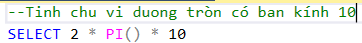 --Tinh chu vi duong tròn có ban kính 10
SELECT 2 * PI() * 10